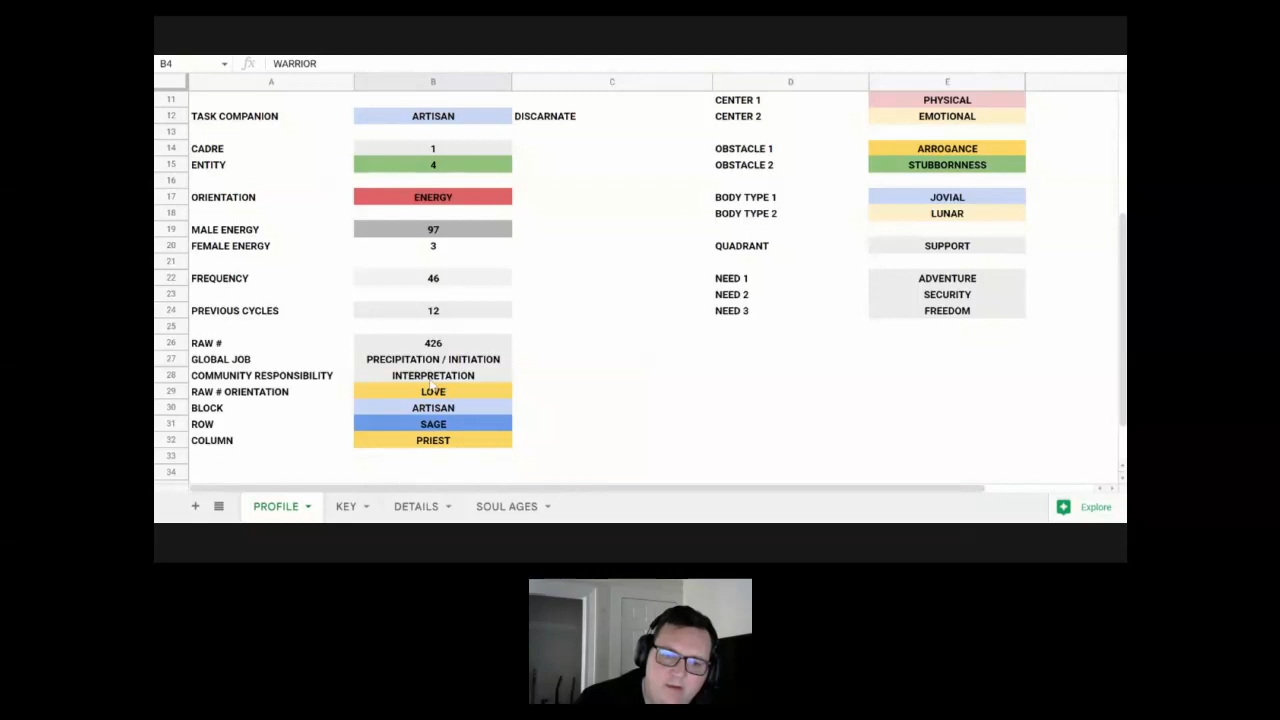 B4 fx WARRIOR
A B C D E
11 CENTER 1 PHYSICAL
12 TASK COMPANION ARTISAN DISCARNATE CENTER 2 EMOTIONAL
13
14 CADRE 1 OBSTACLE 1 ARROGANCE
15 ENTITY 4 OBSTACLE 2 STUBBORNNESS
16
17 ORIENTATION ENERGY BODY TYPE 1 JOVIAL
18 BODY TYPE 2 LUNAR
19 MALE ENERGY 97
20 FEMALE ENERGY 3 QUADRANT SUPPORT
21
22 FREQUENCY 46 NEED 1 ADVENTURE
23 NEED 2 SECURITY
24 PREVIOUS CYCLES 12 NEED 3 FREEDOM
25
26 RAW # 426
27 GLOBAL JOB PRECIPITATION / INITIATION
28 COMMUNITY RESPONSIBILITY INTERPRETATION
29 RAW # ORIENTATION LOVE
30 BLOCK ARTISAN
31 ROW SAGE
32 COLUMN PRIEST
33
34
+ PROFILE KEY DETAILS SOUL AGES Explore